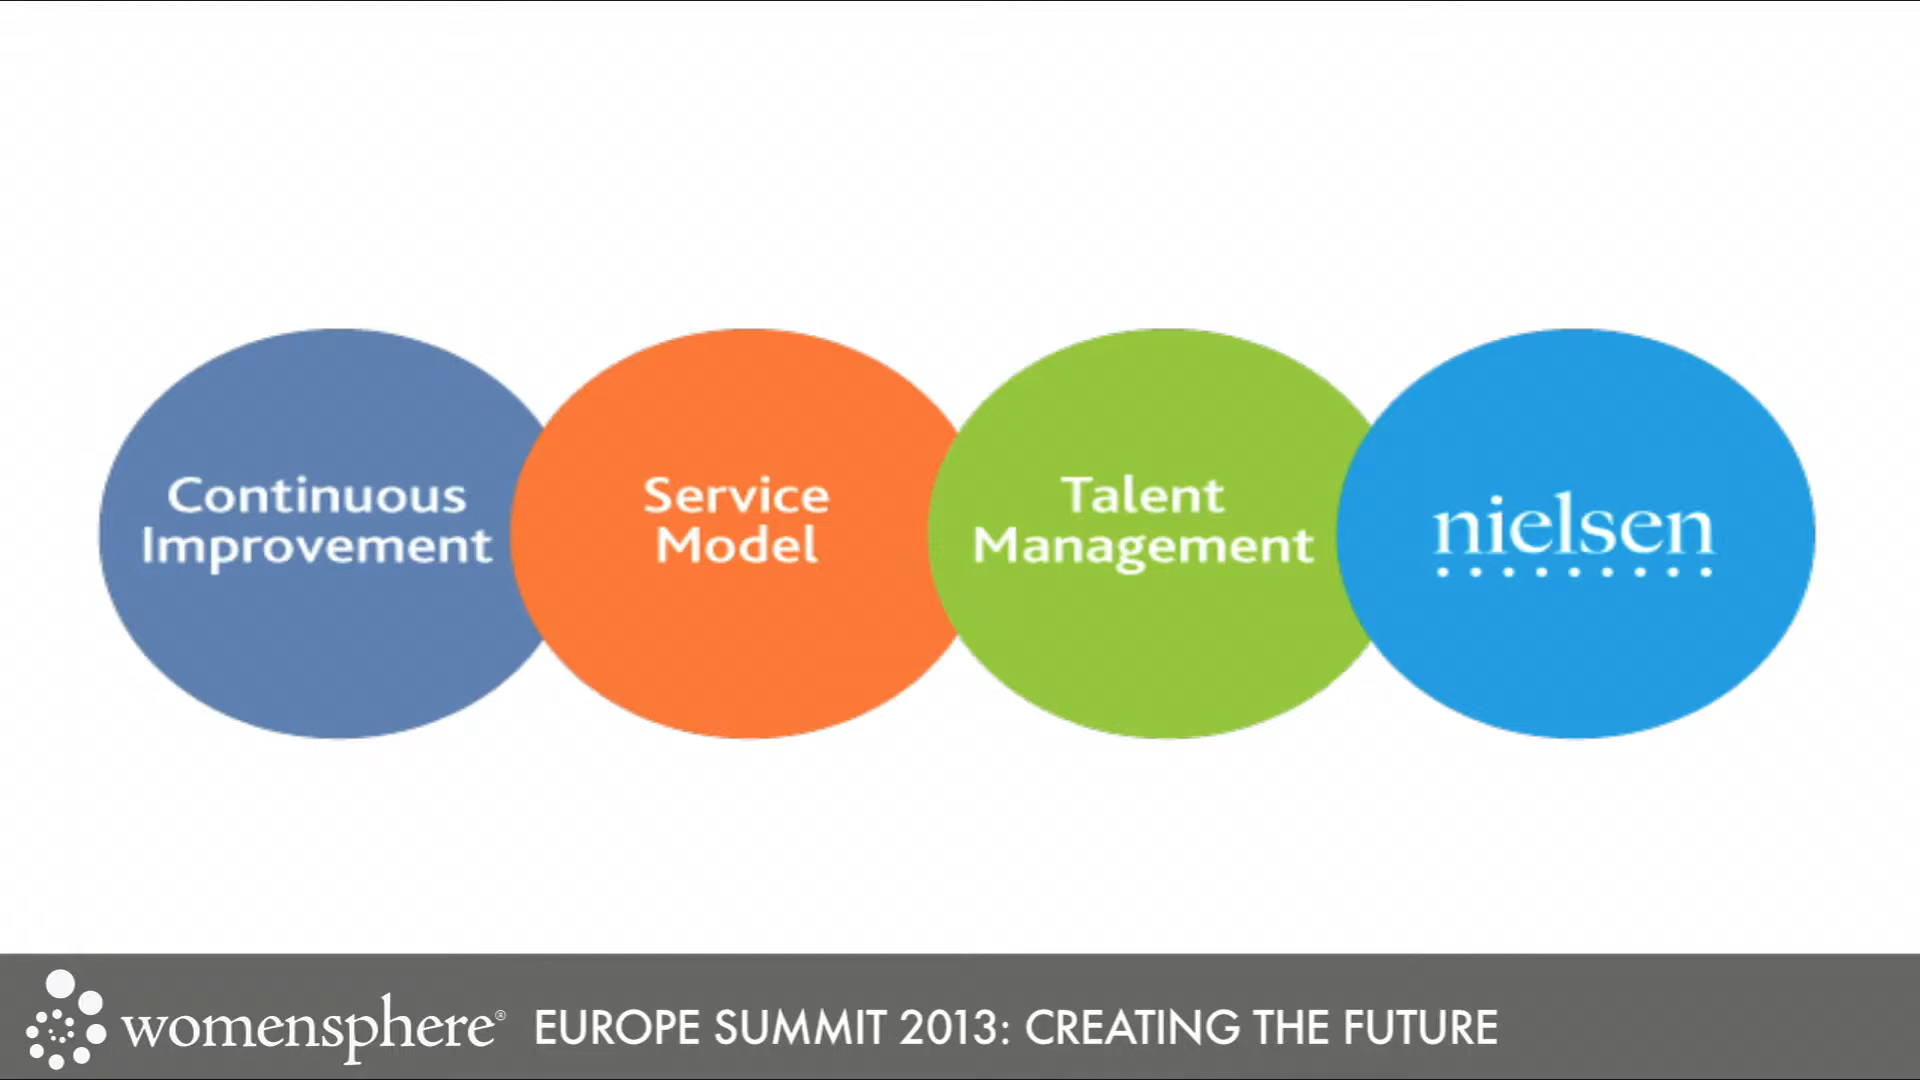 Continuous
Improvement
Service
Model
Talent
Management
nielsen
womensphere® EUROPE SUMMIT 2013: CREATING THE FUTURE